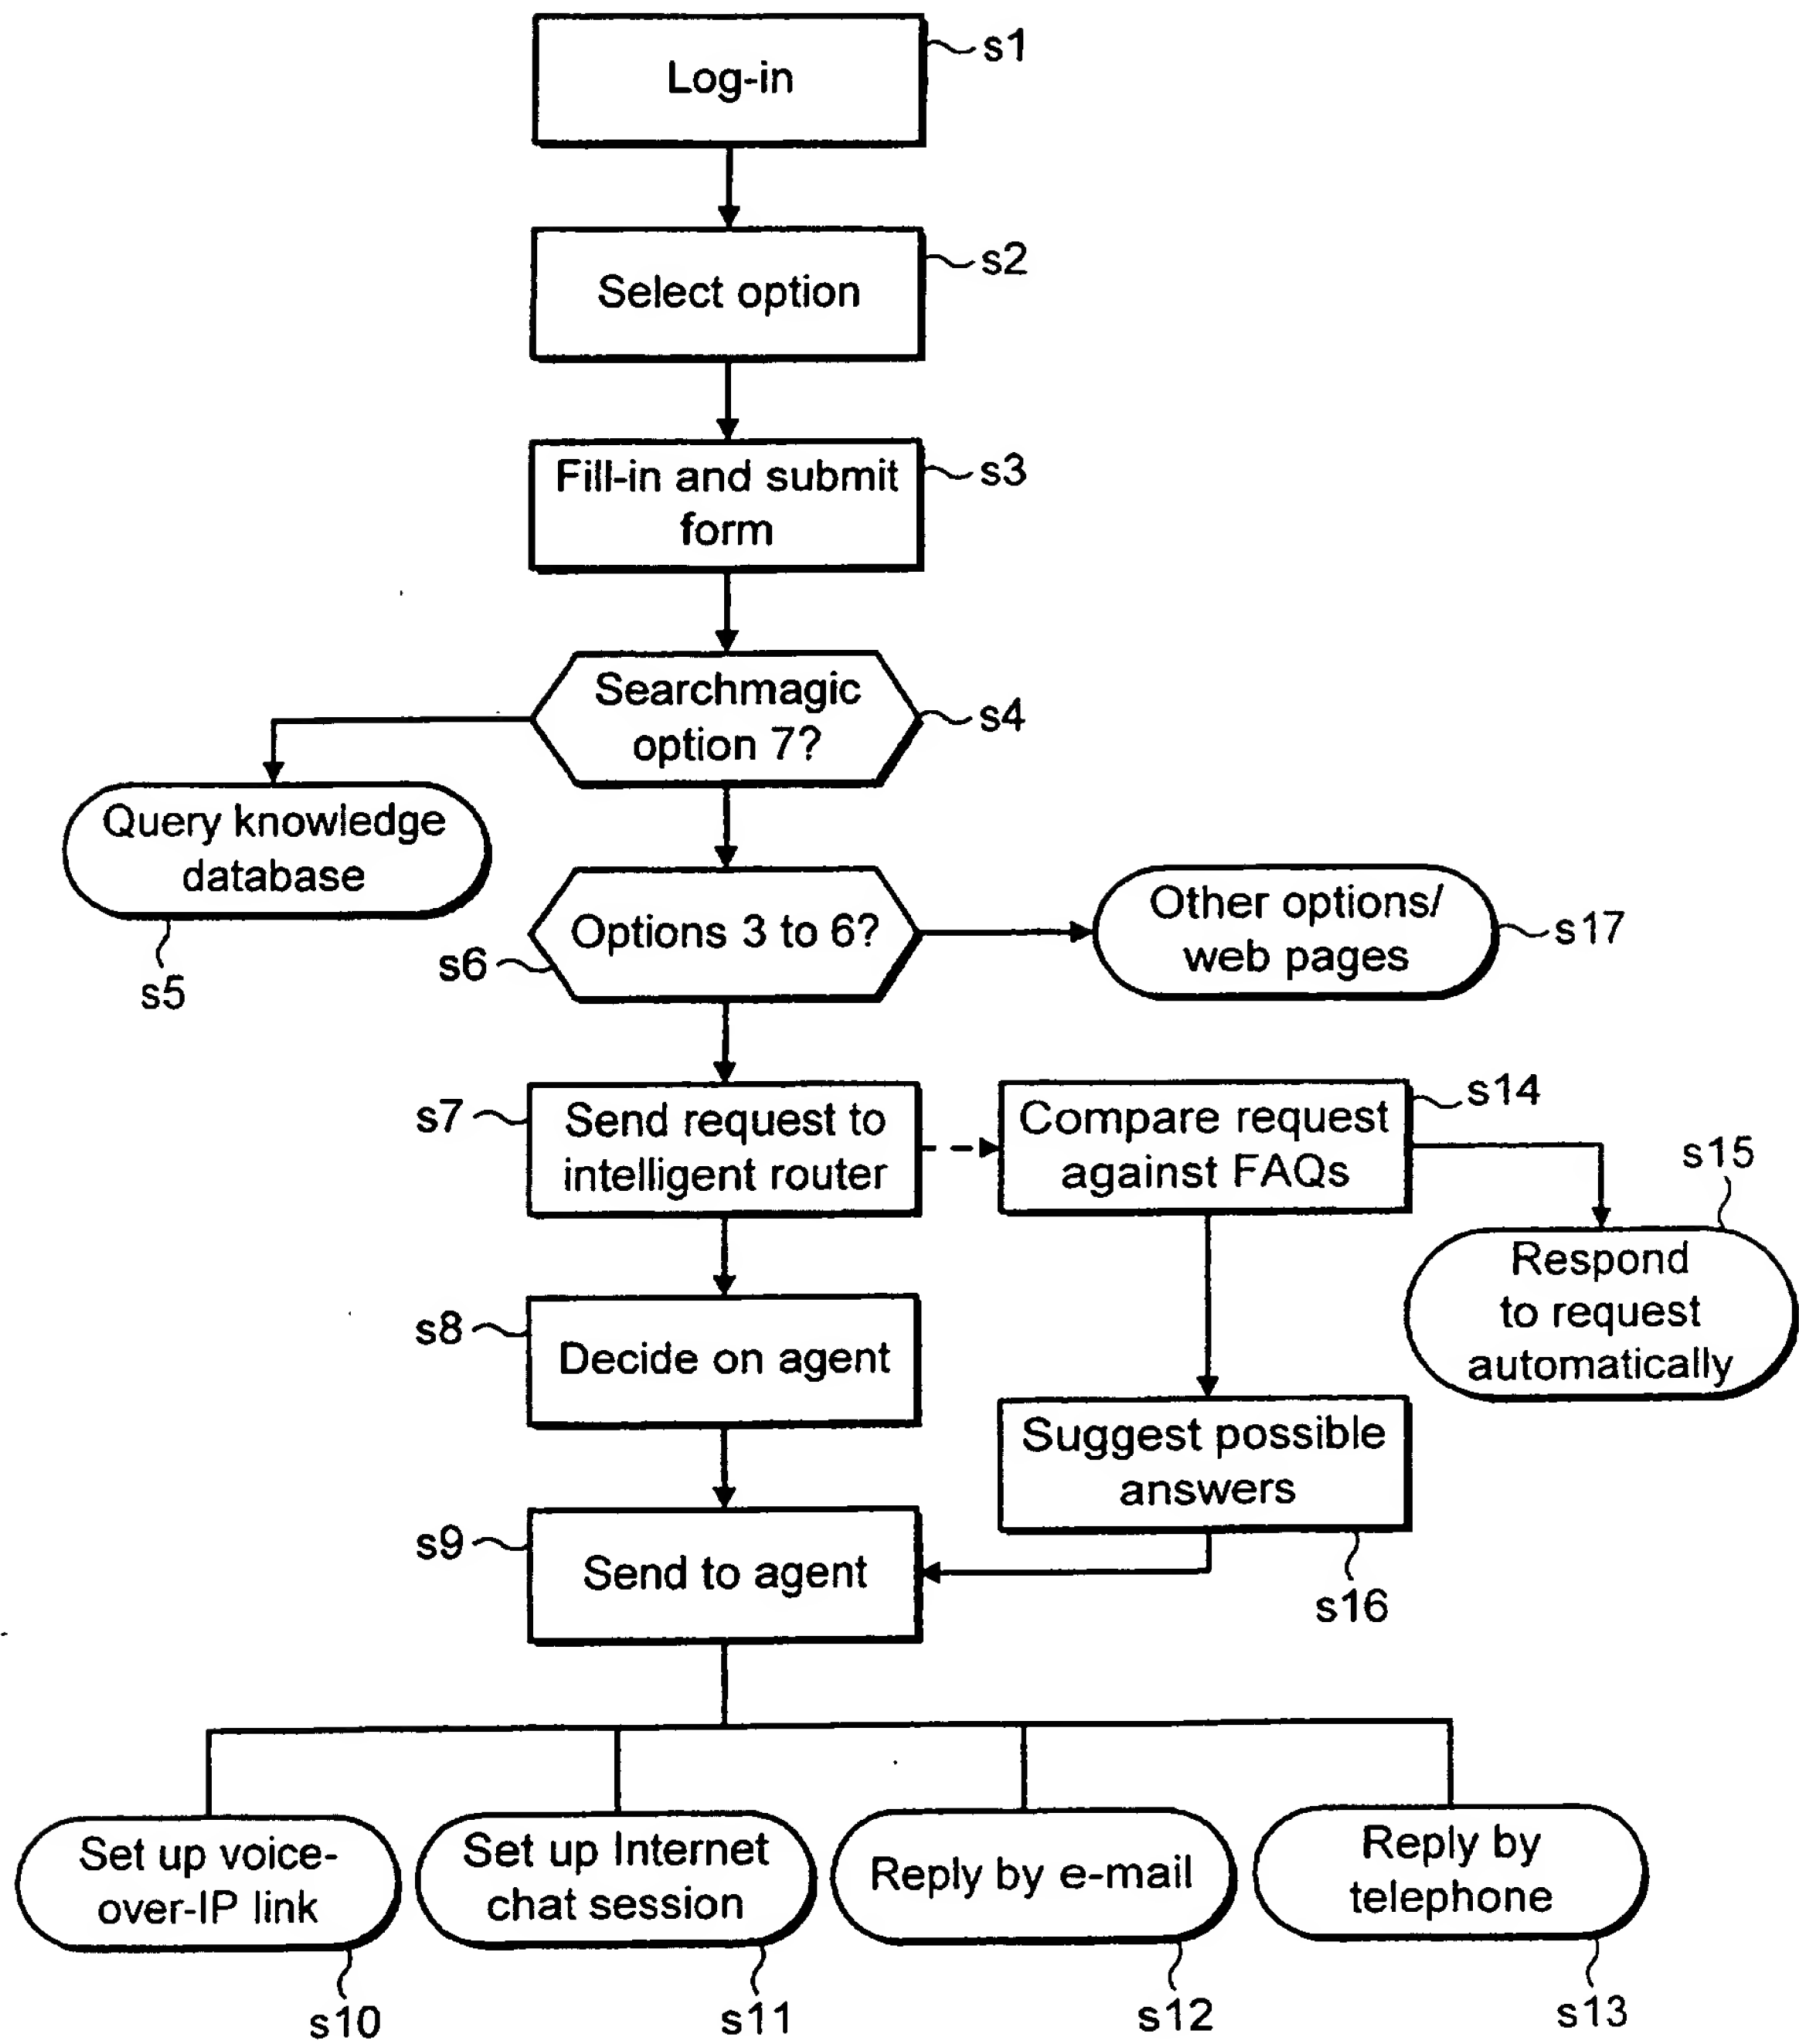 Log-in
s1
Select option
s2
Fill-in and submit
form
s3
Searchmagic
option 7?
s4
Query knowledge
database
s5
Options 3 to 6?
s6
Other options/
web pages
s17
s7
Send request to
intelligent router
Compare request
against FAQs
s14
s15
Respond
to request
automatically
s8
Decide on agent
Suggest possible
answers
s16
s9
Send to agent
Set up voice-
over-IP link
s10
Set up Internet
chat session
s11
Reply by e-mail
s12
Reply by
telephone
s13